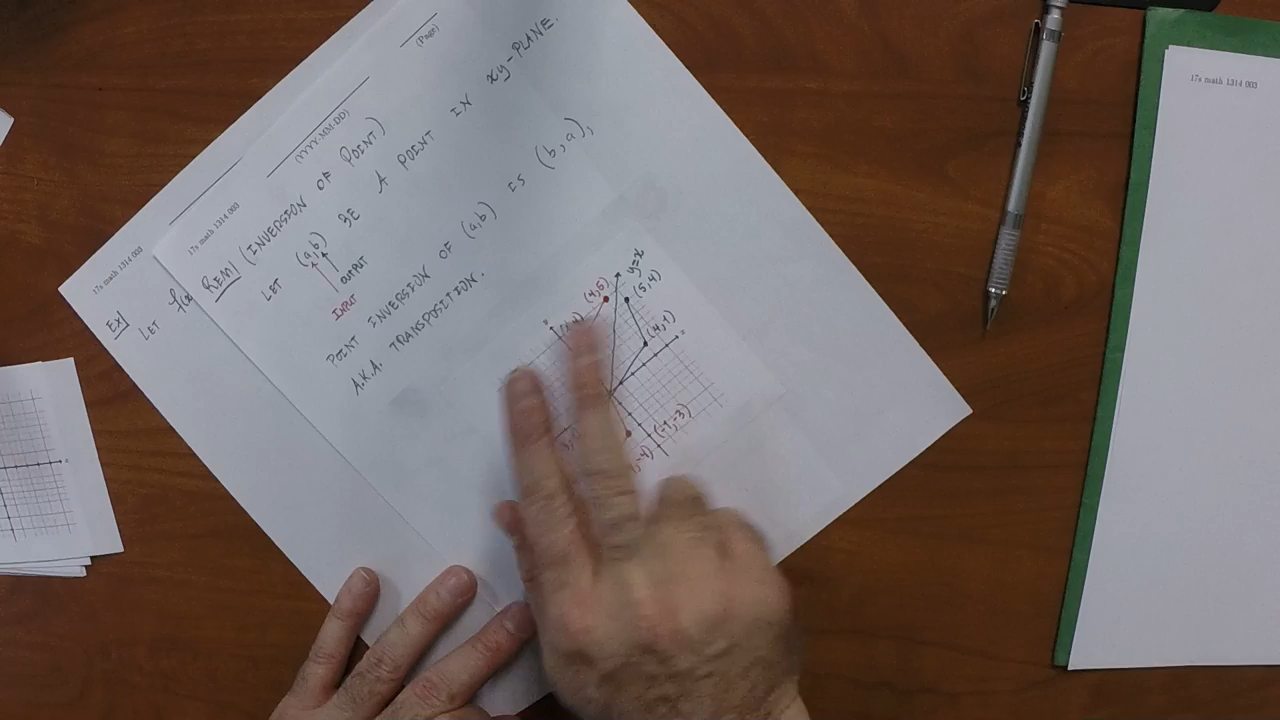 (Page)
(YYYY-MM-DD)
17s math 1314 003
REM| (INVERSION OF POINT)
LET (a,b) BE A POINT IN xy-PLANE.
INPUT
OUTPUT
POINT INVERSION OF (a,b) IS (b,a),
A.K.A. TRANSPOSITION.
y=x
(4,5)
(5,4)
(4,1)
(-1,-3)
17s math 1314 003
EX|
LET f(x
17s math 1314 003